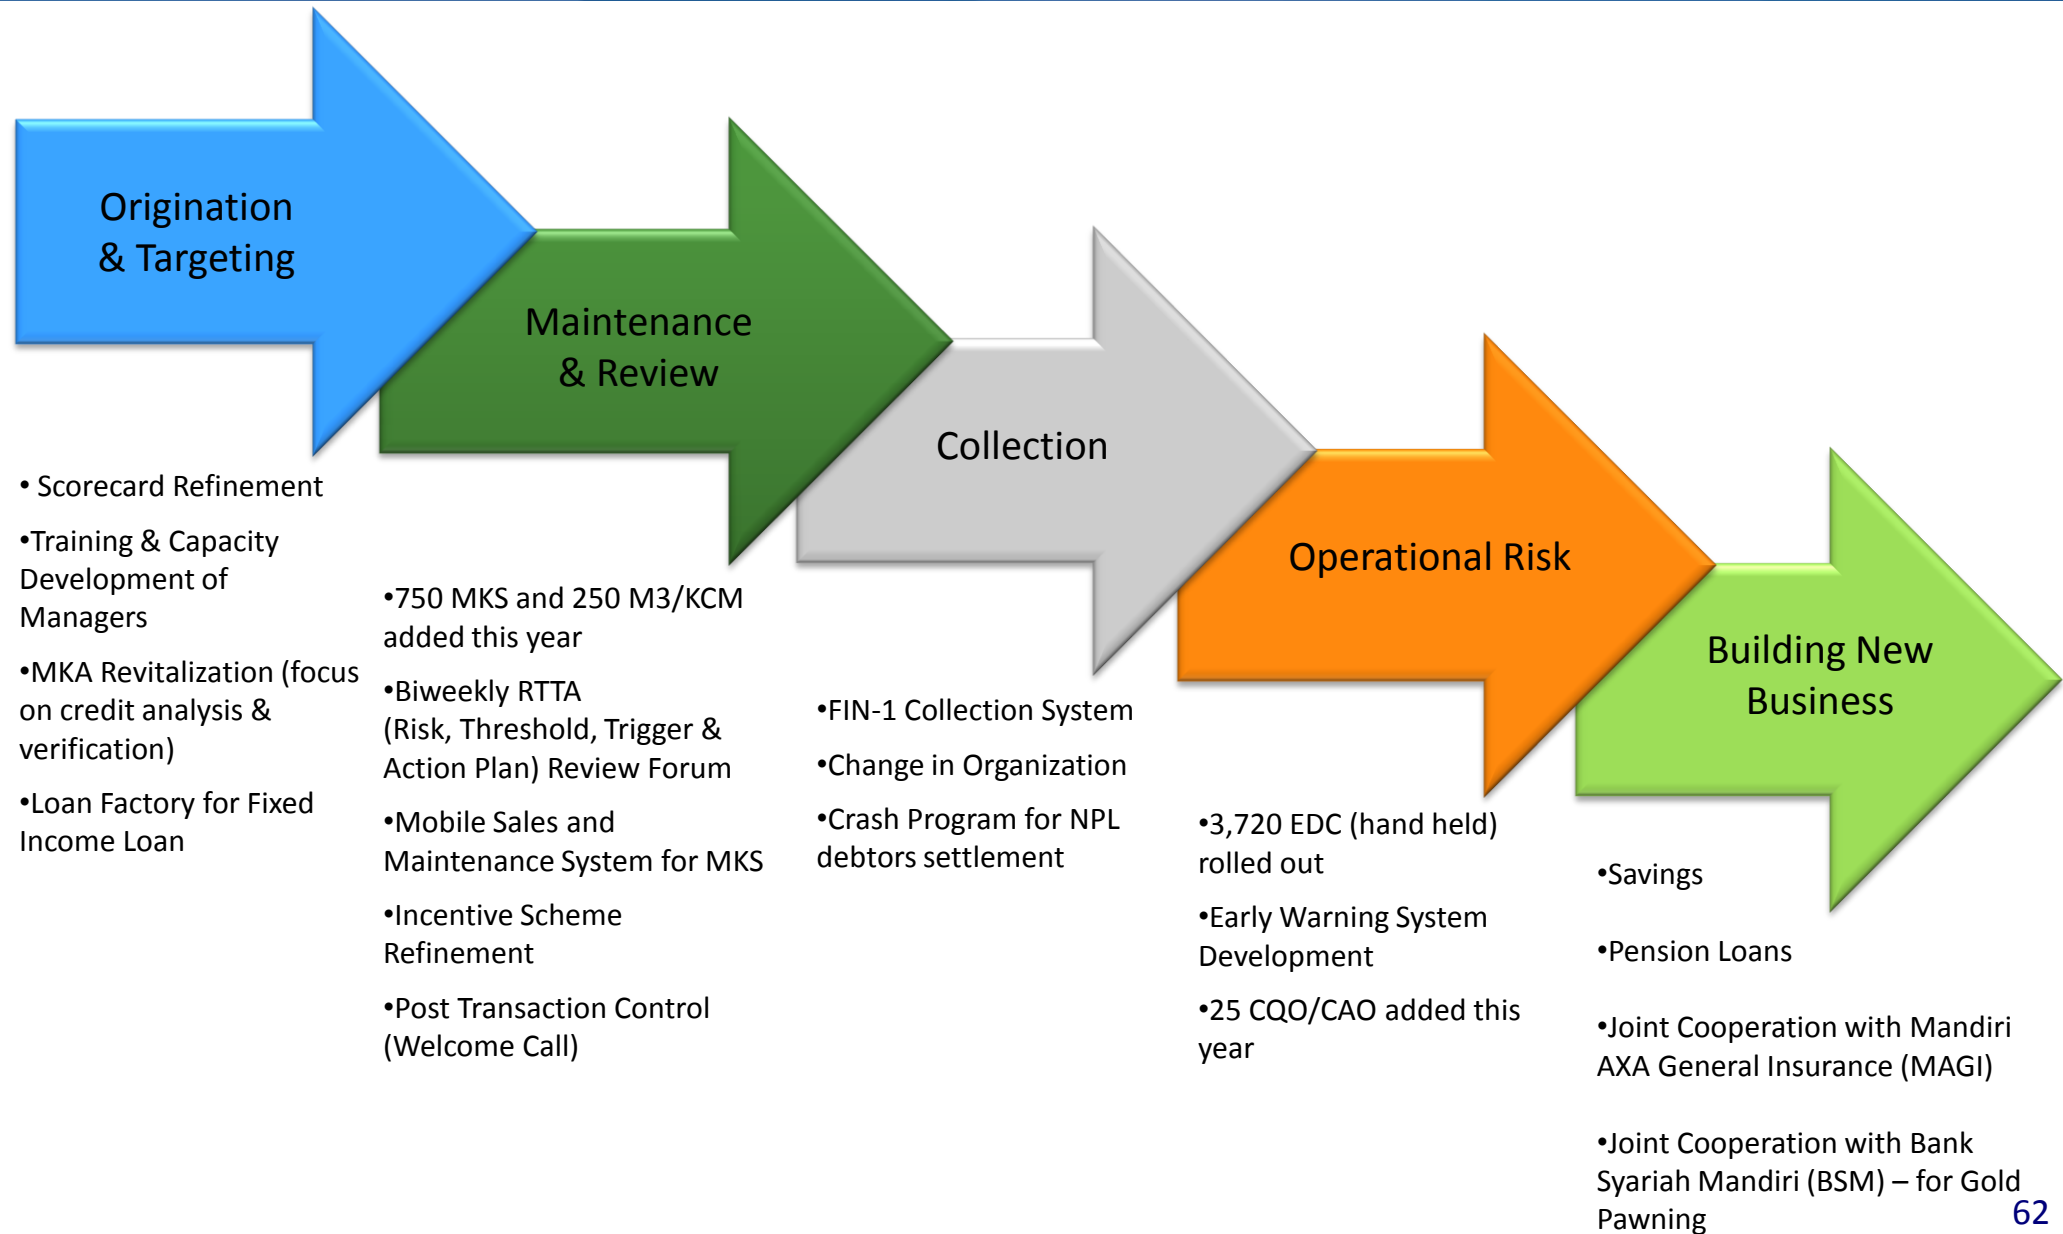 Origination
& Targeting
• Scorecard Refinement
•Training & Capacity
Development of
Managers
•MKA Revitalization (focus
on credit analysis &
verification)
•Loan Factory for Fixed
Income Loan
Maintenance
& Review
•750 MKS and 250 M3/KCM
added this year
•Biweekly RTTA
(Risk, Threshold, Trigger &
Action Plan) Review Forum
•Mobile Sales and
Maintenance System for MKS
•Incentive Scheme
Refinement
•Post Transaction Control
(Welcome Call)
Collection
•FIN-1 Collection System
•Change in Organization
•Crash Program for NPL
debtors settlement
Operational Risk
•3,720 EDC (hand held)
rolled out
•Early Warning System
Development
•25 CQO/CAO added this
year
Building New
Business
•Savings
•Pension Loans
•Joint Cooperation with Mandiri
AXA General Insurance (MAGI)
•Joint Cooperation with Bank
Syariah Mandiri (BSM) – for Gold
Pawning
62